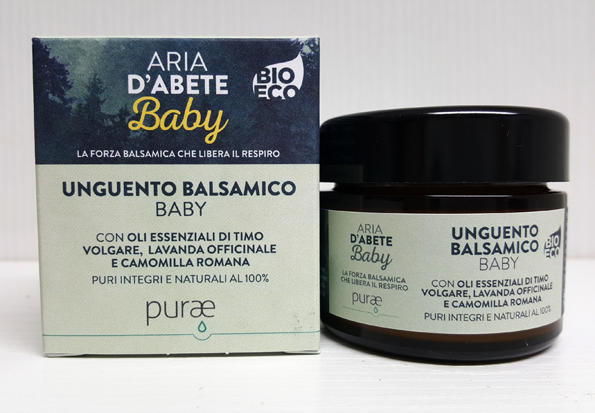 ARIA
D'ABETE
Baby
BIO
ECO
LA FORZA BALSAMICA CHE LIBERA IL RESPIRO
UNGUENTO BALSAMICO
BABY
CON OLI ESSENZIALI DI TIMO
VOLGARE, LAVANDA OFFICINALE
E CAMOMILLA ROMANA
PURI INTEGRI E NATURALI AL 100%
puræ
ARIA
D'ABETE
Baby
LA FORZA BALSAMICA
CHE LIBERA IL RESPIRO
puræ
UNGUENTO
BALSAMICO
BABY
BIO
ECO
CON OLI ESSENZIALI DI TIMO
VOLGARE, LAVANDA OFFICINALE
E CAMOMILLA ROMANA
PURI INTEGRI E NATURALI AL 100%